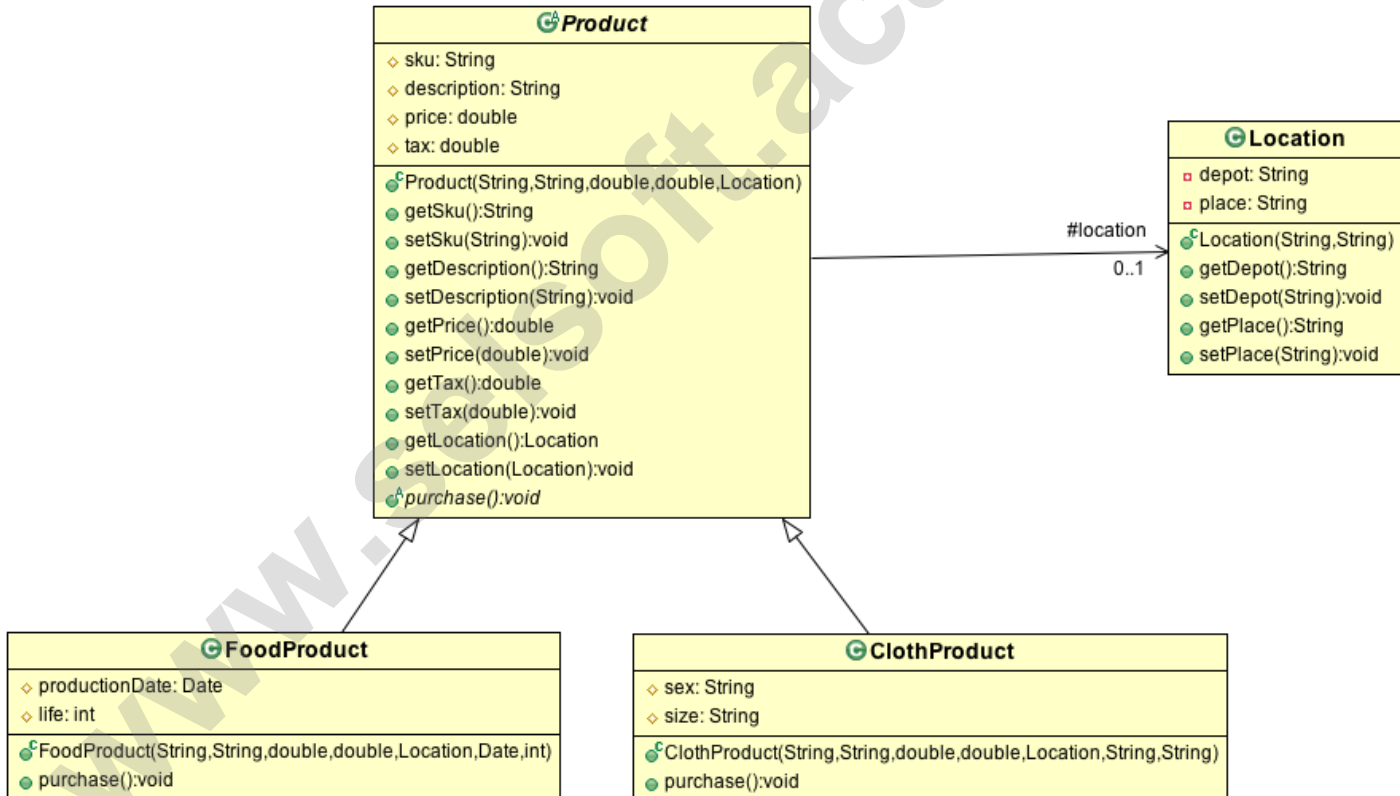 Product
sku: String
description: String
price: double
tax: double
Product(String,String,double,double,Location)
getSku():String
setSku(String):void
getDescription():String
setDescription(String):void
getPrice():double
setPrice(double):void
getTax():double
setTax(double):void
getLocation():Location
setLocation(Location):void
purchase():void
#location
0..1
Location
depot: String
place: String
Location(String,String)
getDepot():String
setDepot(String):void
getPlace():String
setPlace(String):void
FoodProduct
productionDate: Date
life: int
FoodProduct(String,String,double,double,Location,Date,int)
purchase():void
ClothProduct
sex: String
size: String
ClothProduct(String,String,double,double,Location,String,String)
purchase():void
www.selsoft.ac